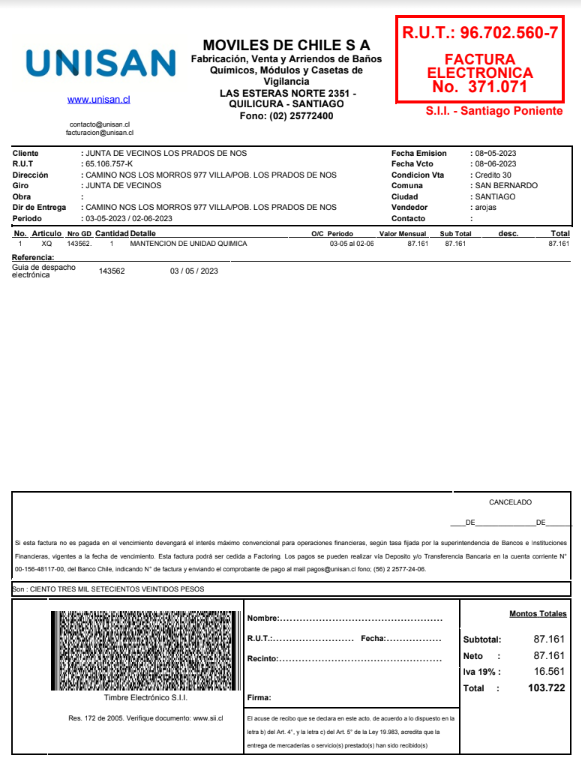 UNISAN
www.unisan.cl
contacto@unisan.cl
facturacion@unisan.cl
MOVILES DE CHILE S A
Fabricación, Venta y Arriendos de Baños
Químicos, Módulos y Casetas de
Vigilancia
LAS ESTERAS NORTE 2351 -
QUILICURA - SANTIAGO
Fono: (02) 25772400
R.U.T.: 96.702.560-7
FACTURA
ELECTRONICA
No. 371.071
S.I.I. - Santiago Poniente
Cliente : JUNTA DE VECINOS LOS PRADOS DE NOS Fecha Emision : 08-05-2023
R.U.T : 65.106.757-K Fecha Vcto : 08-06-2023
Dirección : CAMINO NOS LOS MORROS 977 VILLA/POB. LOS PRADOS DE NOS Condicion Vta : Credito 30
Giro : JUNTA DE VECINOS Comuna : SAN BERNARDO
Obra : Ciudad : SANTIAGO
Dir de Entrega : CAMINO NOS LOS MORROS 977 VILLA/POB. LOS PRADOS DE NOS Vendedor : arojas
Periodo : 03-05-2023 / 02-06-2023 Contacto :
No. Articulo Nro GD Cantidad Detalle O/C Periodo Valor Mensual Sub Total desc. Total
1 XQ 143562. 1 MANTENCION DE UNIDAD QUIMICA 03-05 al 02-06 87.161 87.161 87.161
Referencia:
Guia de despacho electrónica 143562 03 / 05 / 2023
CANCELADO
____DE________________DE____
Si esta factura no es pagada en el vencimiento devengará el interés máximo convencional para operaciones financieras, según tasa fijada por la superintendencia de Bancos e Instituciones
Financieras, vigentes a la fecha de vencimiento. Esta factura podrá ser cedida a Factoring. Los pagos se pueden realizar vía Deposito y/o Transferencia Bancaria en la cuenta corriente N°
00-156-48117-00, del Banco Chile, indicando N° de factura y enviando el comprobante de pago al mail pagos@unisan.cl fono; (56) 2 2577-24-06.
Son : CIENTO TRES MIL SETECIENTOS VEINTIDOS PESOS
Timbre Electrónico S.I.I.
Res. 172 de 2005. Verifique documento: www.sii.cl
Nombre:.................................................
R.U.T.:........................ Fecha:.................
Recinto:.................................................
Firma:
El acuse de recibo que se declara en este acto. de acuerdo a lo dispuesto en la
letra b) del Art. 4°, y la letra c) del Art. 5° de la Ley 19.983, acredita que la
entrega de mercaderías o servicio(s) prestado(s) han sido recibido(s)
Montos Totales
Subtotal: 87.161
Neto : 87.161
Iva 19% : 16.561
Total : 103.722